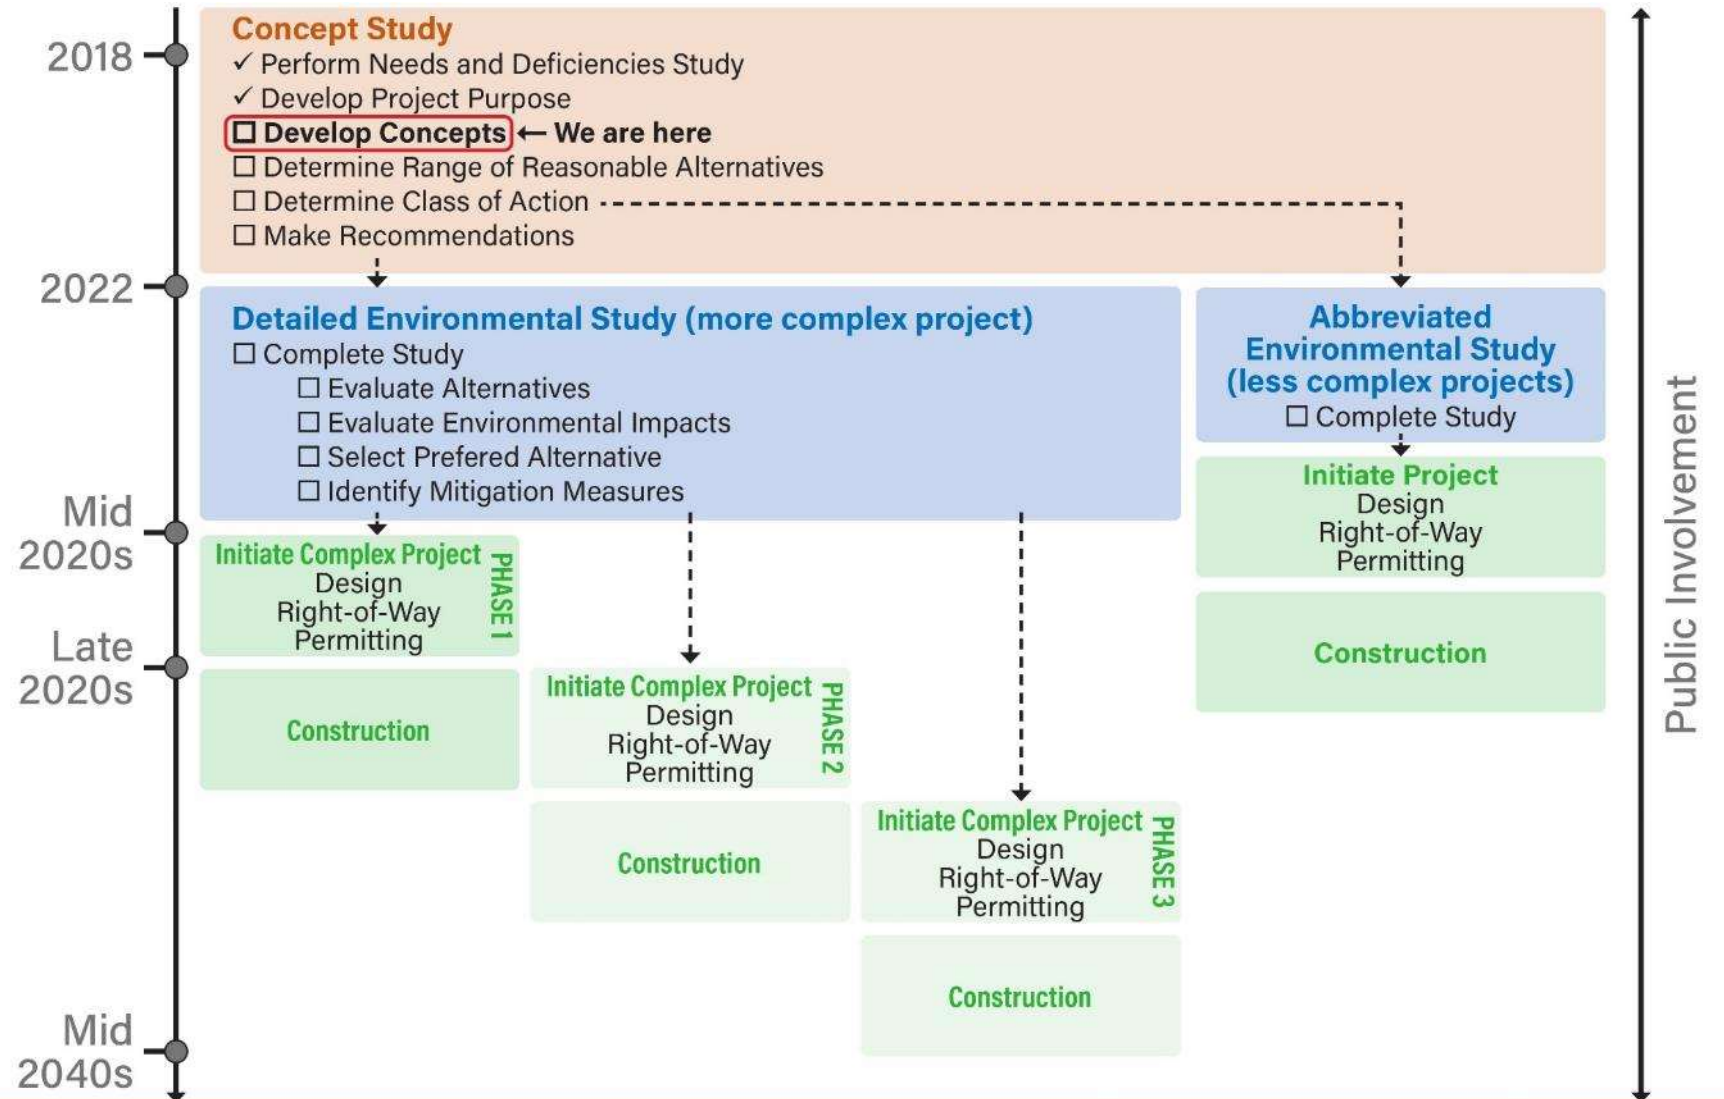 2018
Concept Study
✓ Perform Needs and Deficiencies Study
✓ Develop Project Purpose
☐ Develop Concepts ← We are here
☐ Determine Range of Reasonable Alternatives
☐ Determine Class of Action
☐ Make Recommendations
2022
Detailed Environmental Study (more complex project)
☐ Complete Study
☐ Evaluate Alternatives
☐ Evaluate Environmental Impacts
☐ Select Prefered Alternative
☐ Identify Mitigation Measures
Abbreviated
Environmental Study
(less complex projects)
☐ Complete Study
Initiate Project
Design
Right-of-Way
Permitting
Construction
Mid
2020s
Initiate Complex Project
Design
Right-of-Way
Permitting
PHASE 1
Late
2020s
Construction
Initiate Complex Project
Design
Right-of-Way
Permitting
PHASE 2
Construction
Initiate Complex Project
Design
Right-of-Way
Permitting
PHASE 3
Construction
Mid
2040s
Public Involvement